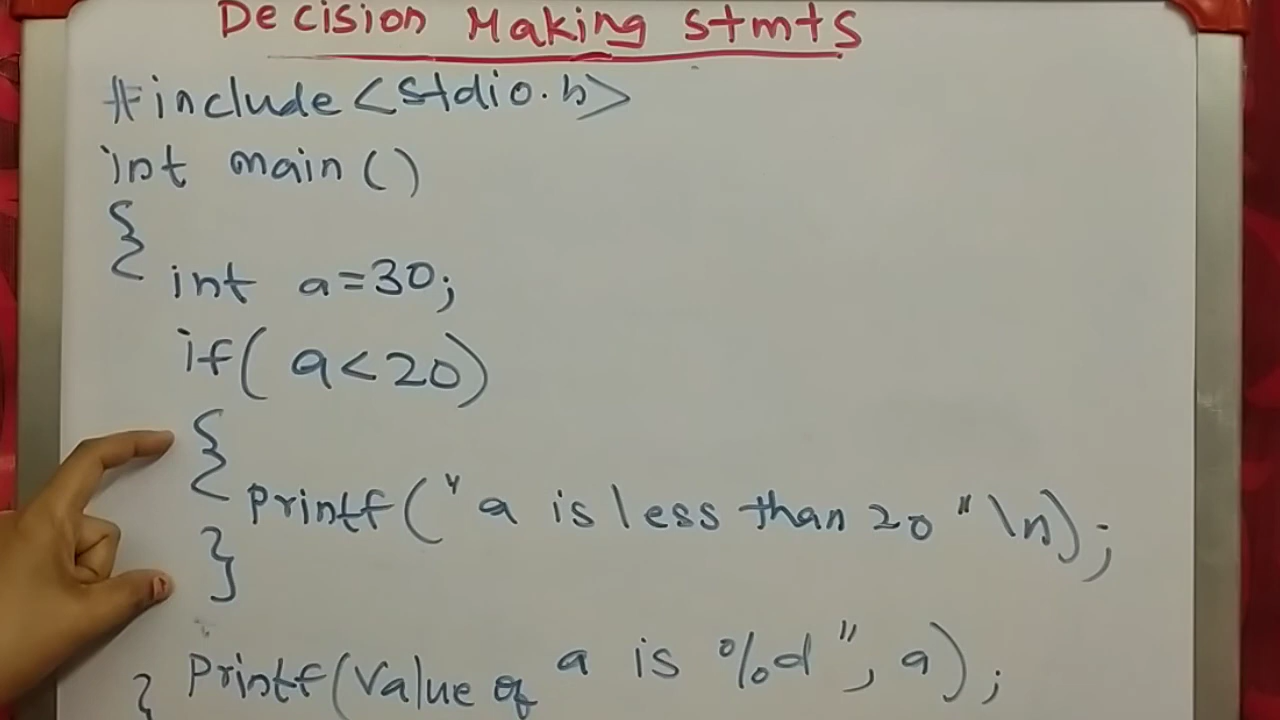 Decision Making stmts
#include <stdio.h>
int main ()
{
int a=30;
if( a<20)
{
printf("a is less than 20 "\n);
}
printf(Value of a is %d", a);
}